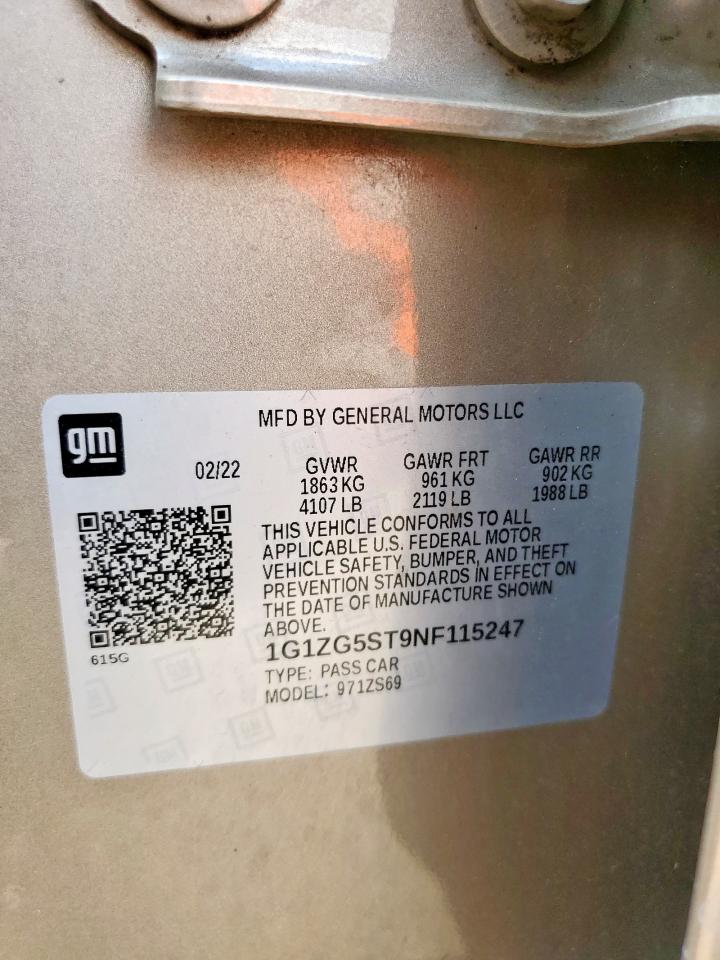 MFD BY GENERAL MOTORS LLC
gm
02/22
GVWR
1863 KG
4107 LB
GAWR FRT
961 KG
2119 LB
GAWR RR
902 KG
1988 LB
THIS VEHICLE CONFORMS TO ALL
APPLICABLE U.S. FEDERAL MOTOR
VEHICLE SAFETY, BUMPER, AND THEFT
PREVENTION STANDARDS IN EFFECT ON
THE DATE OF MANUFACTURE SHOWN
ABOVE.
615G
1G1ZG5ST9NF115247
TYPE: PASS CAR
MODEL: 971ZS69